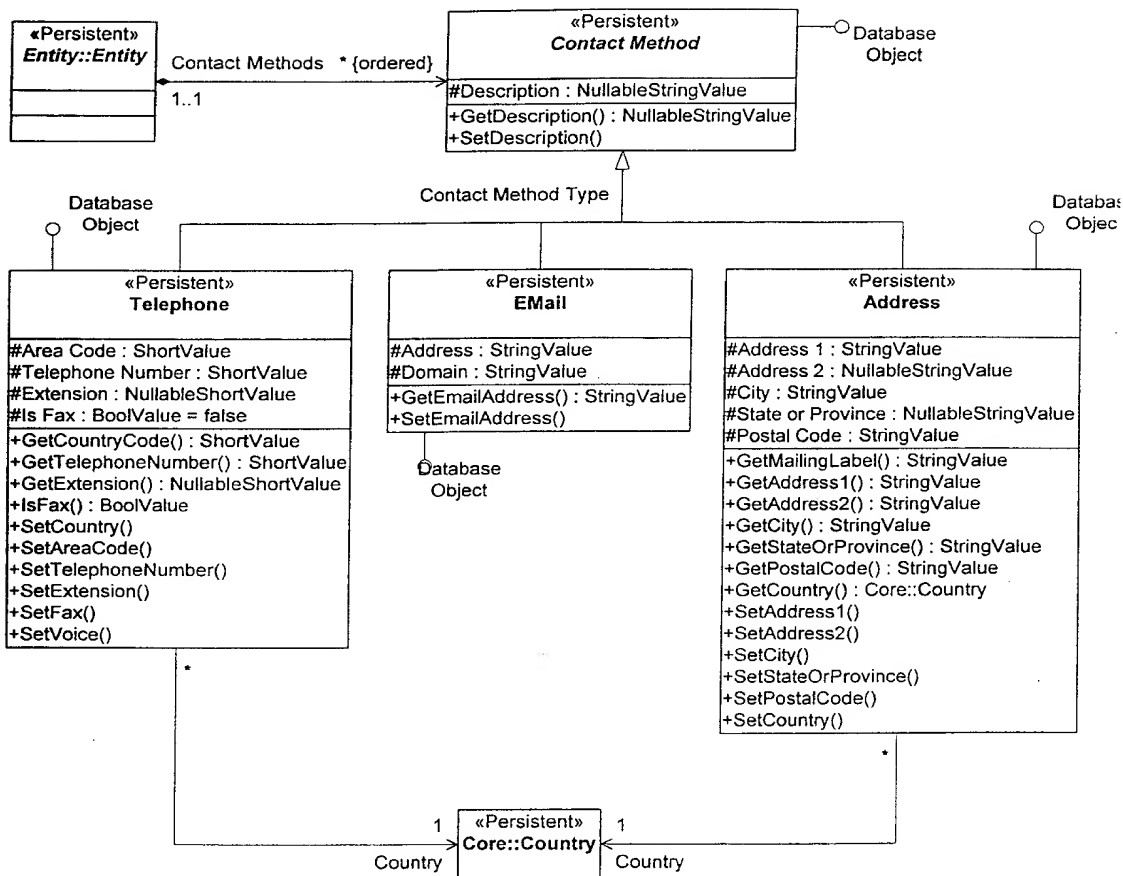 «Persistent»
Entity::Entity
Contact Methods * {ordered}
1..1
«Persistent»
Contact Method
#Description : NullableStringValue
+GetDescription() : NullableStringValue
+SetDescription()
Database
Object
Contact Method Type
Database
Object
«Persistent»
Telephone
#Area Code : ShortValue
#Telephone Number : ShortValue
#Extension : NullableShortValue
#Is Fax : BoolValue = false
+GetCountryCode() : ShortValue
+GetTelephoneNumber() : ShortValue
+GetExtension() : NullableShortValue
+IsFax() : BoolValue
+SetCountry()
+SetAreaCode()
+SetTelephoneNumber()
+SetExtension()
+SetFax()
+SetVoice()
«Persistent»
EMail
#Address : StringValue
#Domain : StringValue
+GetEmailAddress() : StringValue
+SetEmailAddress()
Database
Object
Databas
Objec
«Persistent»
Address
#Address 1 : StringValue
#Address 2 : NullableStringValue
#City : StringValue
#State or Province : NullableStringValue
#Postal Code : StringValue
+GetMailingLabel() : StringValue
+GetAddress1() : StringValue
+GetAddress2() : StringValue
+GetCity() : StringValue
+GetStateOrProvince() : StringValue
+GetPostalCode() : StringValue
+GetCountry() : Core::Country
+SetAddress1()
+SetAddress2()
+SetCity()
+SetStateOrProvince()
+SetPostalCode()
+SetCountry()
*
*
1
Country
«Persistent»
Core::Country
1
Country